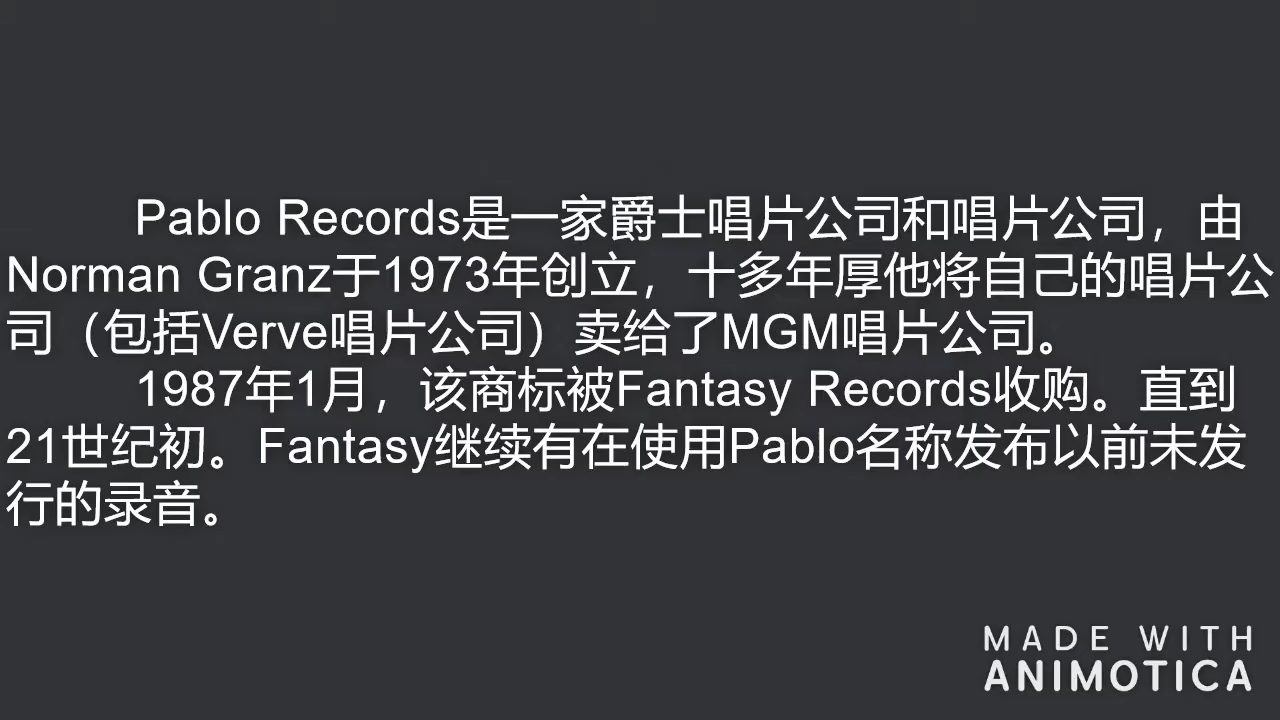 Pablo Records是一家爵士唱片公司和唱片公司，由
Norman Granz于1973年创立，十多年厚他将自己的唱片公
司（包括Verve唱片公司）卖给了MGM唱片公司。
1987年1月，该商标被Fantasy Records收购。直到
21世纪初。Fantasy继续有在使用Pablo名称发布以前未发
行的录音。
MADE WITH
ANIMOTICA